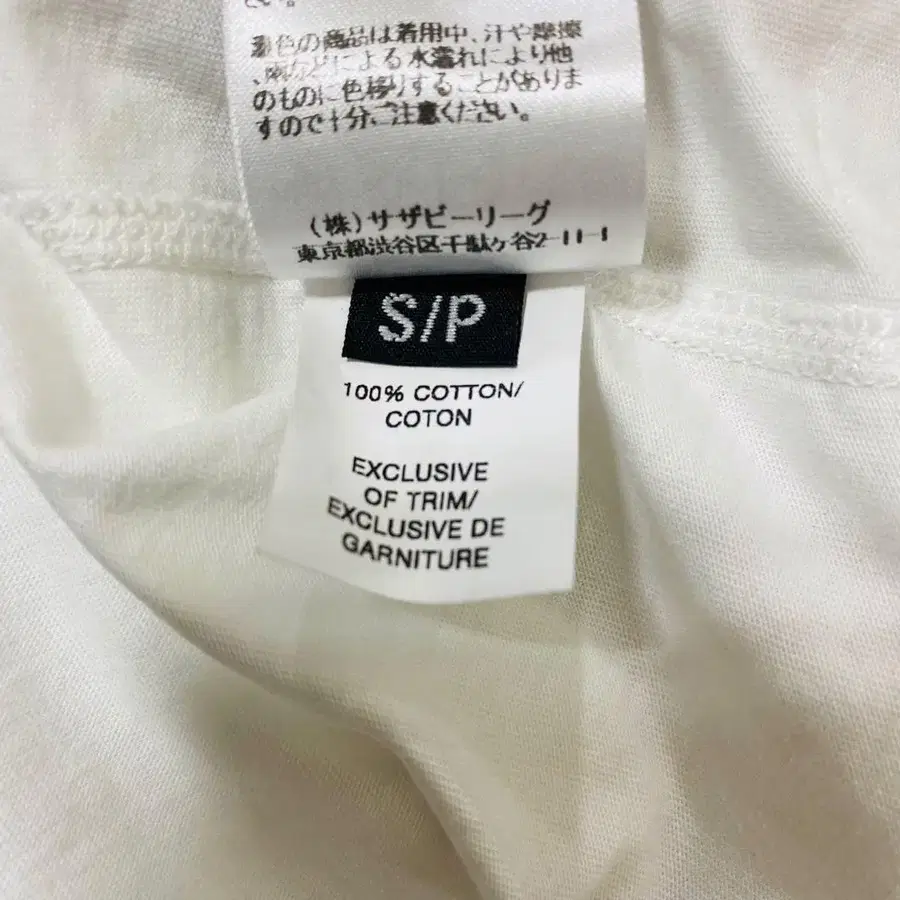 さい。
色の商品は着用中、汗や摩擦
、雨などによる水濡れにより他
のものに色移りすることがありま
すので十分ご注意ください。
(株)サザビーリーグ
東京都渋谷区千駄ヶ谷2-11-1
S/P
100% COTTON/
COTON
EXCLUSIVE
OF TRIM/
EXCLUSIVE DE
GARNITURE